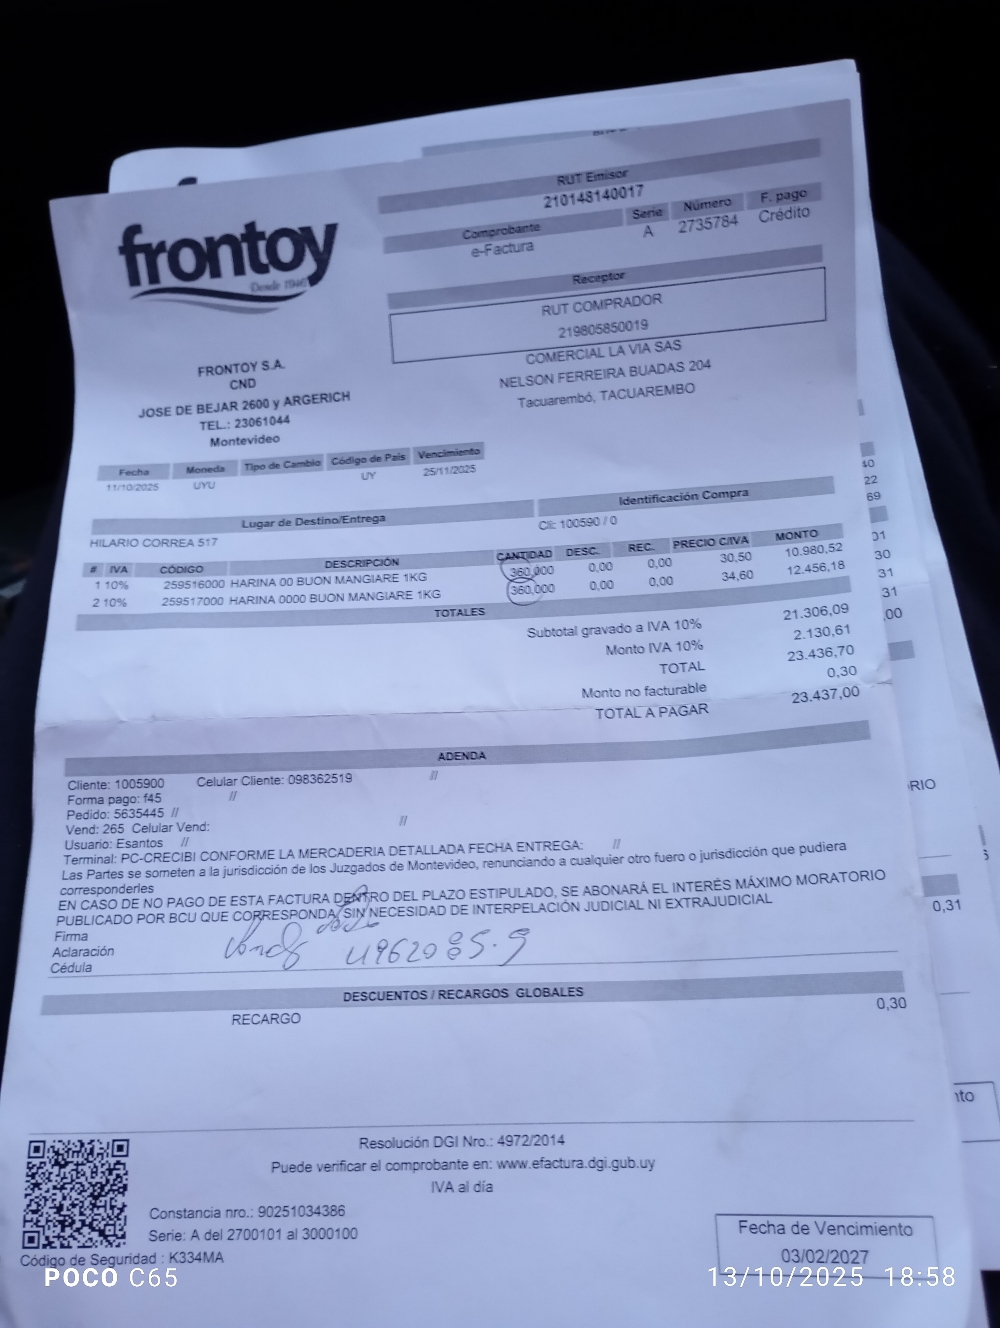 frontoy
Desde 1946
RUT Emisor
210148140017
Comprobante Serie Número F. pago
e-Factura A 2735784 Crédito
Receptor
RUT COMPRADOR
219805850019
COMERCIAL LA VIA SAS
NELSON FERREIRA BUADAS 204
Tacuarembó, TACUAREMBO
FRONTOY S.A.
CND
JOSE DE BEJAR 2600 y ARGERICH
TEL.: 23061044
Montevideo
Fecha Moneda Tipo de Cambio Código de País Vencimiento
11/10/2025 UYU UY 25/11/2025
Lugar de Destino/Entrega Identificación Compra
HILARIO CORREA 517 Cli: 100590 / 0
# IVA CÓDIGO DESCRIPCIÓN CANTIDAD DESC. REC. PRECIO C/IVA MONTO
1 10% 259516000 HARINA 00 BUON MANGIARE 1KG 360,000 0,00 0,00 30,50 10.980,52
2 10% 259517000 HARINA 0000 BUON MANGIARE 1KG 360,000 0,00 0,00 34,60 12.456,18
TOTALES
Subtotal gravado a IVA 10% 21.306,09
Monto IVA 10% 2.130,61
TOTAL 23.436,70
Monto no facturable 0,30
TOTAL A PAGAR 23.437,00
ADENDA
Cliente: 1005900 Celular Cliente: 098362519 //
Forma pago: f45 //
Pedido: 5635445 //
Vend: 265 Celular Vend: //
Usuario: Esantos //
Terminal: PC-CRECIBI CONFORME LA MERCADERIA DETALLADA FECHA ENTREGA: //
Las Partes se someten a la jurisdicción de los Juzgados de Montevideo, renunciando a cualquier otro fuero o jurisdicción que pudiera
corresponderles
EN CASO DE NO PAGO DE ESTA FACTURA DENTRO DEL PLAZO ESTIPULADO, SE ABONARÁ EL INTERÉS MÁXIMO MORATORIO
PUBLICADO POR BCU QUE CORRESPONDA, SIN NECESIDAD DE INTERPELACIÓN JUDICIAL NI EXTRAJUDICIAL
Firma
Aclaración
Cédula
DESCUENTOS / RECARGOS GLOBALES
RECARGO 0,30
Resolución DGI Nro.: 4972/2014
Puede verificar el comprobante en: www.efactura.dgi.gub.uy
IVA al día
Constancia nro.: 90251034386
Serie: A del 2700101 al 3000100
Código de Seguridad : K334MA
Fecha de Vencimiento
03/02/2027
0,31
POCO C65
13/10/2025 18:58